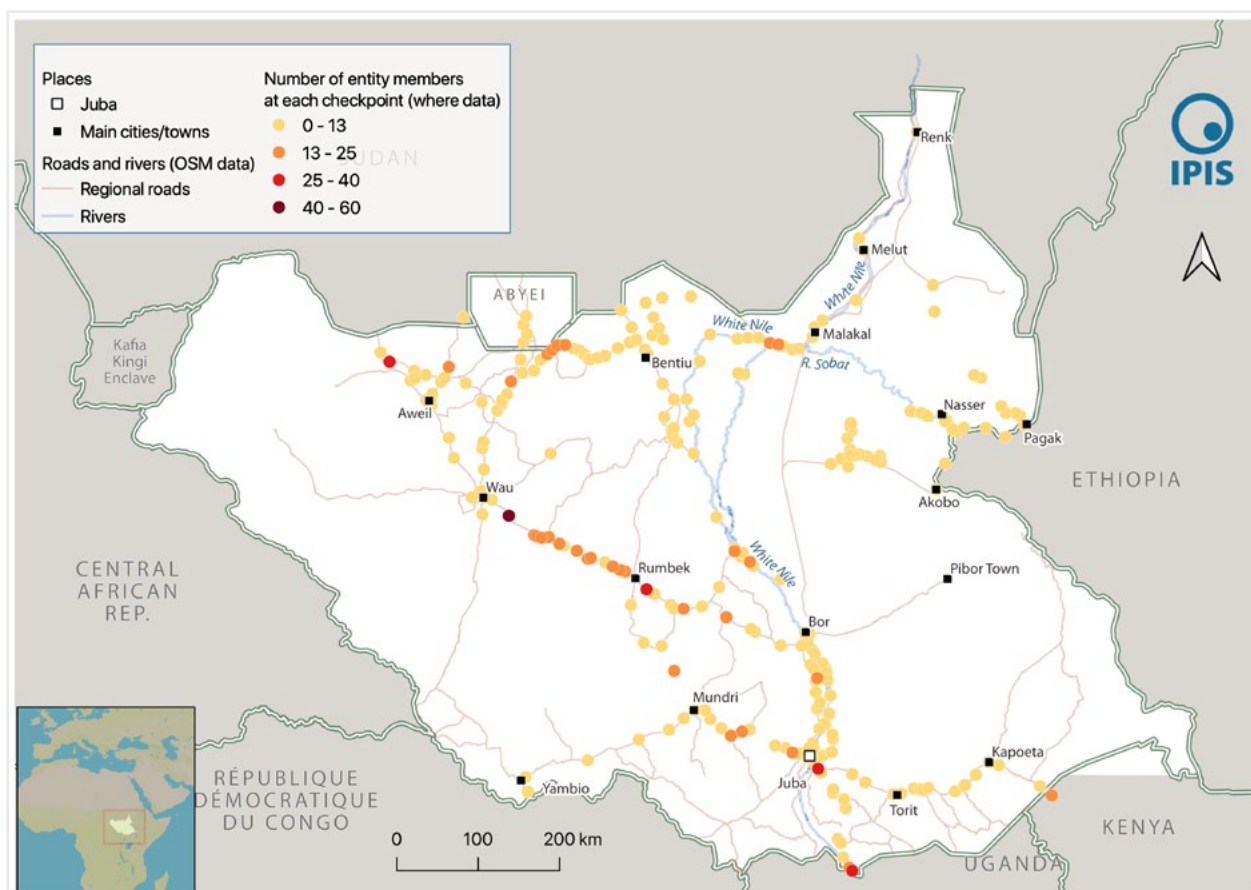 Places
Juba
Main cities/towns
Roads and rivers (OSM data)
Regional roads
Rivers
Number of entity members
at each checkpoint (where data)
0 - 13
13 - 25
25 - 40
40 - 60
SUDAN
IPIS
Renk
Melut
White Nile
ABYEI
White Nile
Malakal
Kafia
Kingi
Enclave
Bentiu
R. Sobat
Aweil
Nasser
Pagak
ETHIOPIA
Wau
Akobo
White Nile
Rumbek
Pibor Town
CENTRAL
AFRICAN
REP.
Bor
Mundri
Kapoeta
Juba
Yambio
Torit
RÉPUBLIQUE
DÉMOCRATIQUE
DU CONGO
0 100 200 km
KENYA
UGANDA